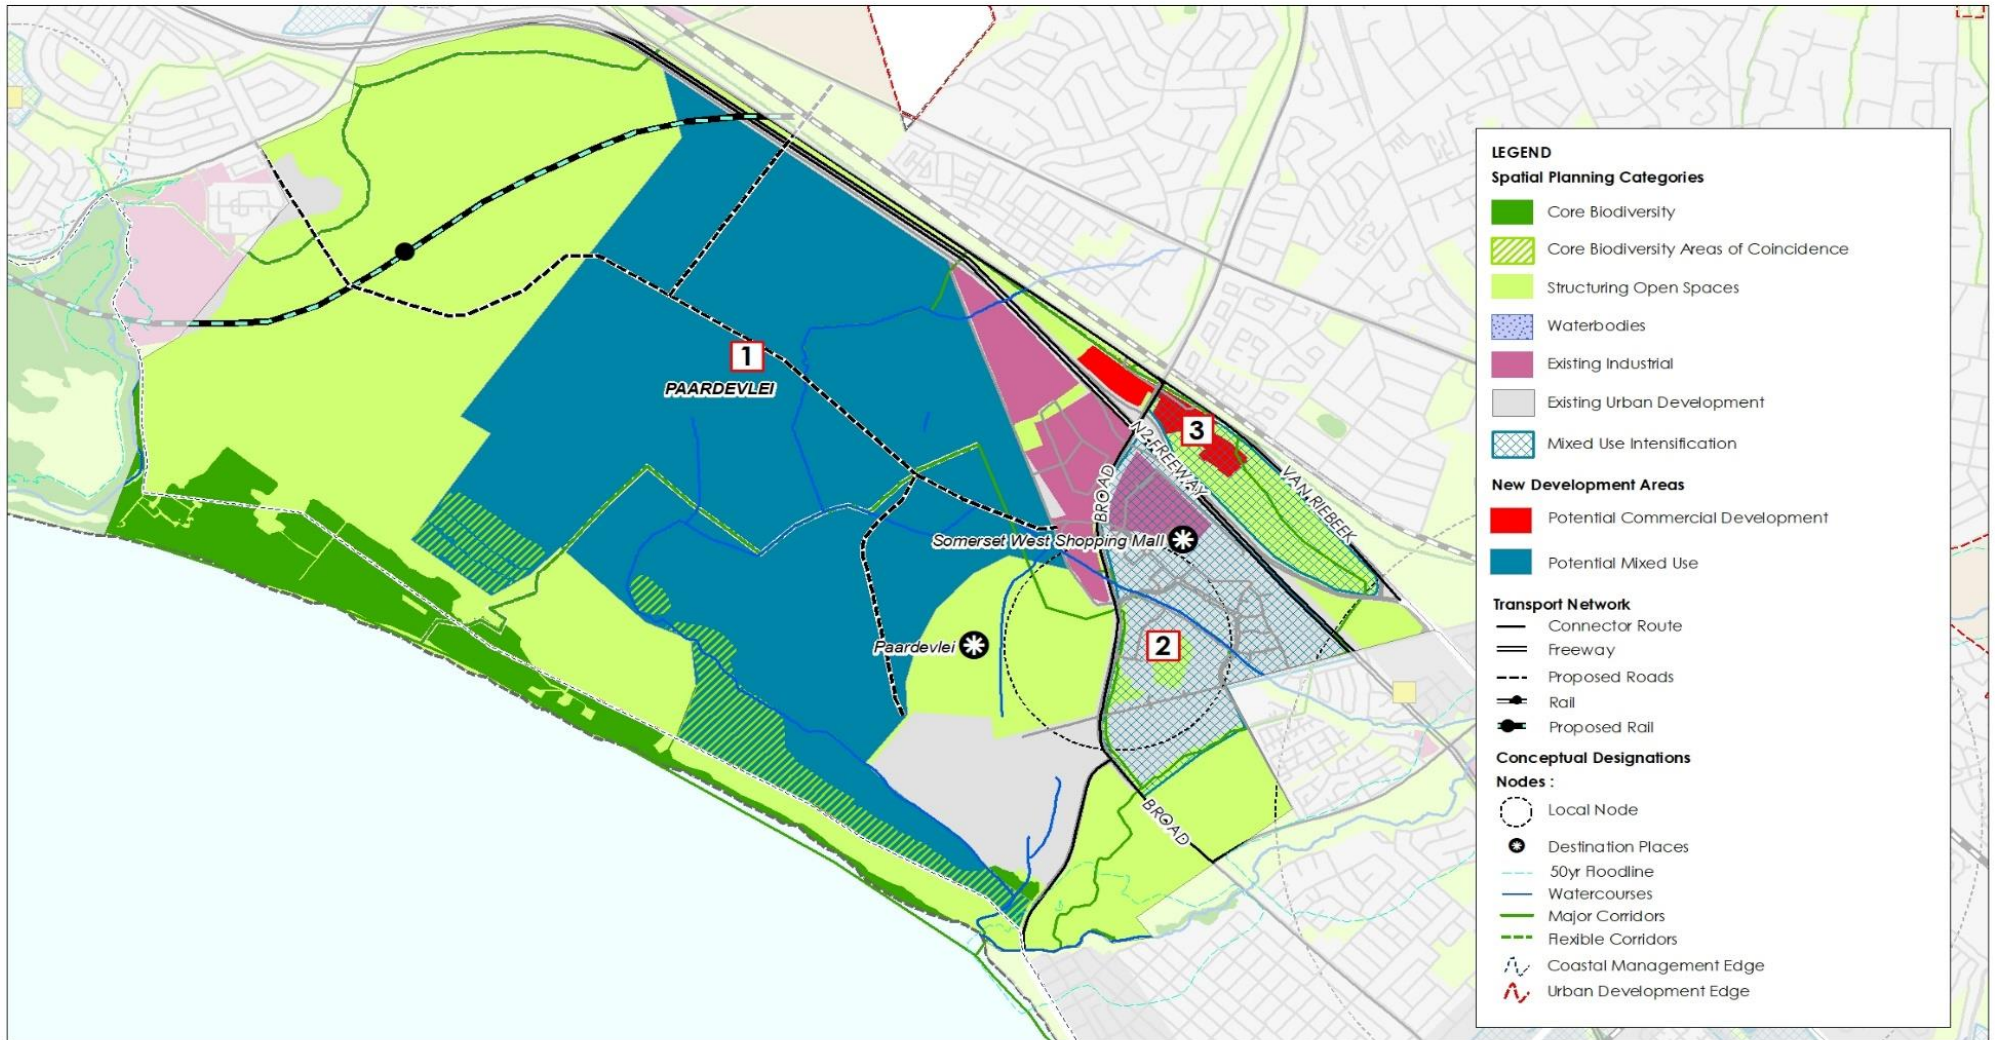 1
PAARDEVLEI
3
N2 FREEWAY
VAN RIEBEEK
BROAD
Somerset West Shopping Mall
2
Paardevlei
BROAD
LEGEND
Spatial Planning Categories
Core Biodiversity
Core Biodiversity Areas of Coincidence
Structuring Open Spaces
Waterbodies
Existing Industrial
Existing Urban Development
Mixed Use Intensification
New Development Areas
Potential Commercial Development
Potential Mixed Use
Transport Network
Connector Route
Freeway
Proposed Roads
Rail
Proposed Rail
Conceptual Designations
Nodes :
Local Node
Destination Places
50yr Floodline
Watercourses
Major Corridors
Flexible Corridors
Coastal Management Edge
Urban Development Edge